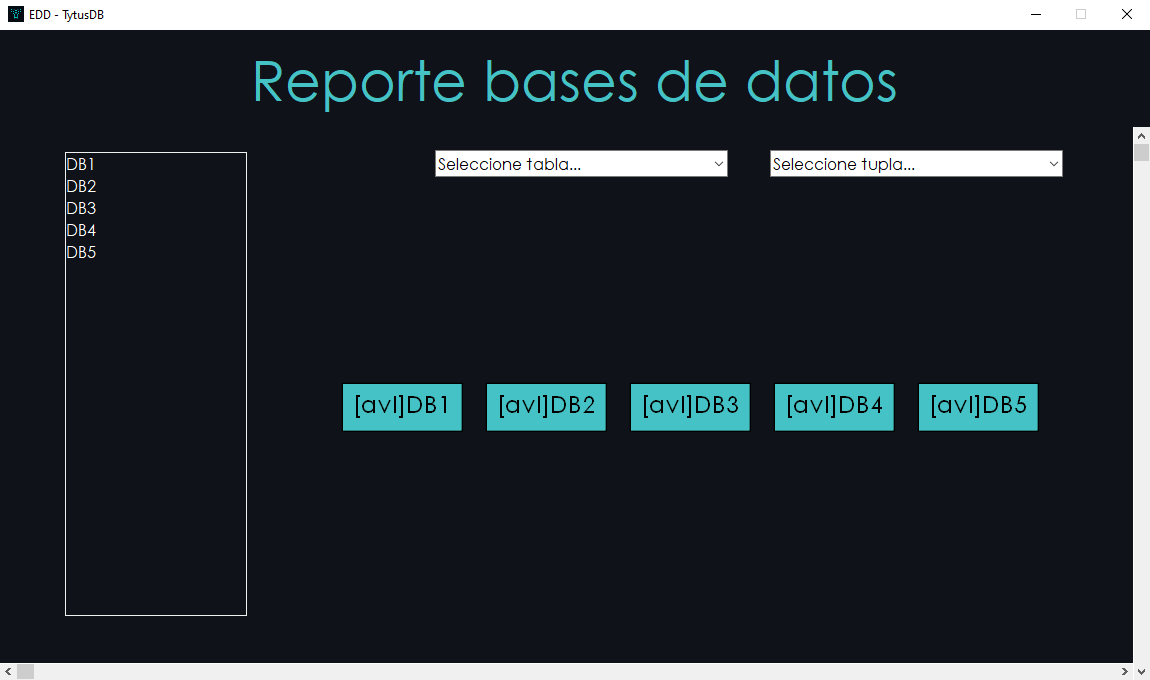 EDD - TytusDB
Reporte bases de datos
Seleccione tabla...
Seleccione tupla...
DB1
DB2
DB3
DB4
DB5
[avl]DB1
[avl]DB2
[avl]DB3
[avl]DB4
[avl]DB5